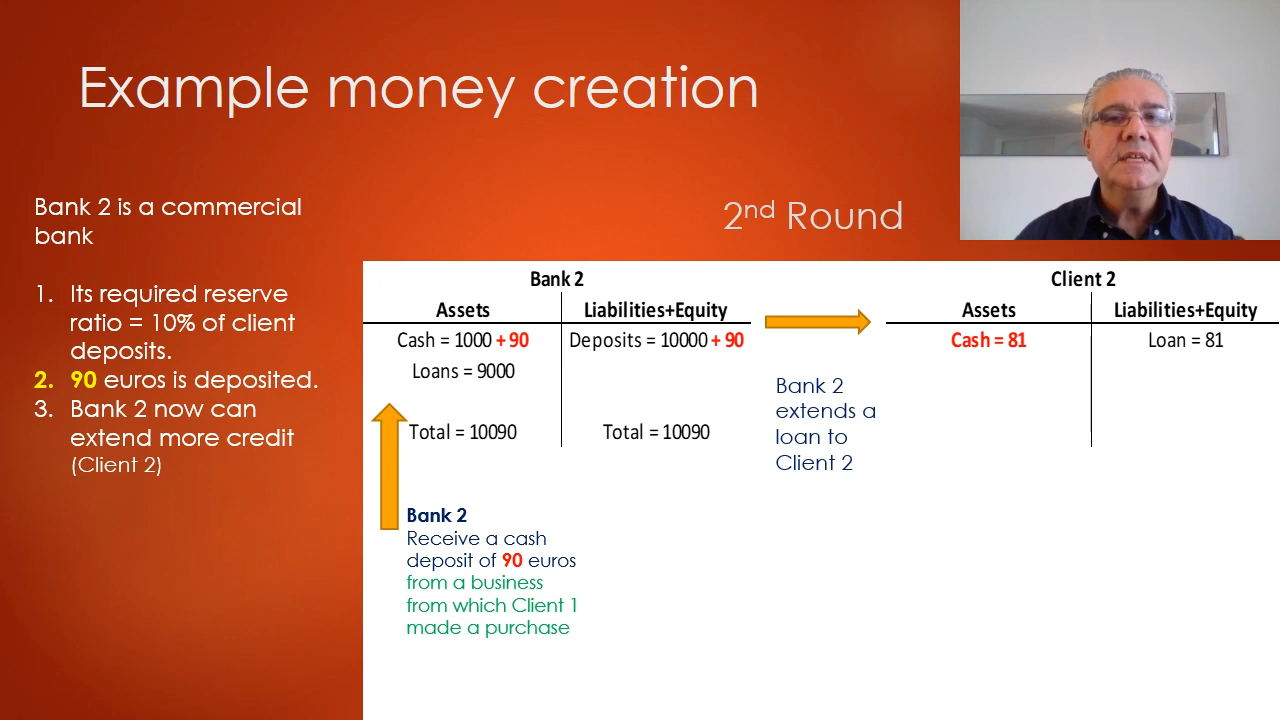 Example money creation
Bank 2 is a commercial
bank
1. Its required reserve
ratio = 10% of client
deposits.
2. 90 euros is deposited.
3. Bank 2 now can
extend more credit
(Client 2)
2nd Round
Bank 2
Assets Liabilities+Equity
Cash = 1000 + 90 Deposits = 10000 + 90
Loans = 9000
Total = 10090 Total = 10090
Bank 2
extends a
loan to
Client 2
Client 2
Assets Liabilities+Equity
Cash = 81 Loan = 81
Bank 2
Receive a cash
deposit of 90 euros
from a business
from which Client 1
made a purchase